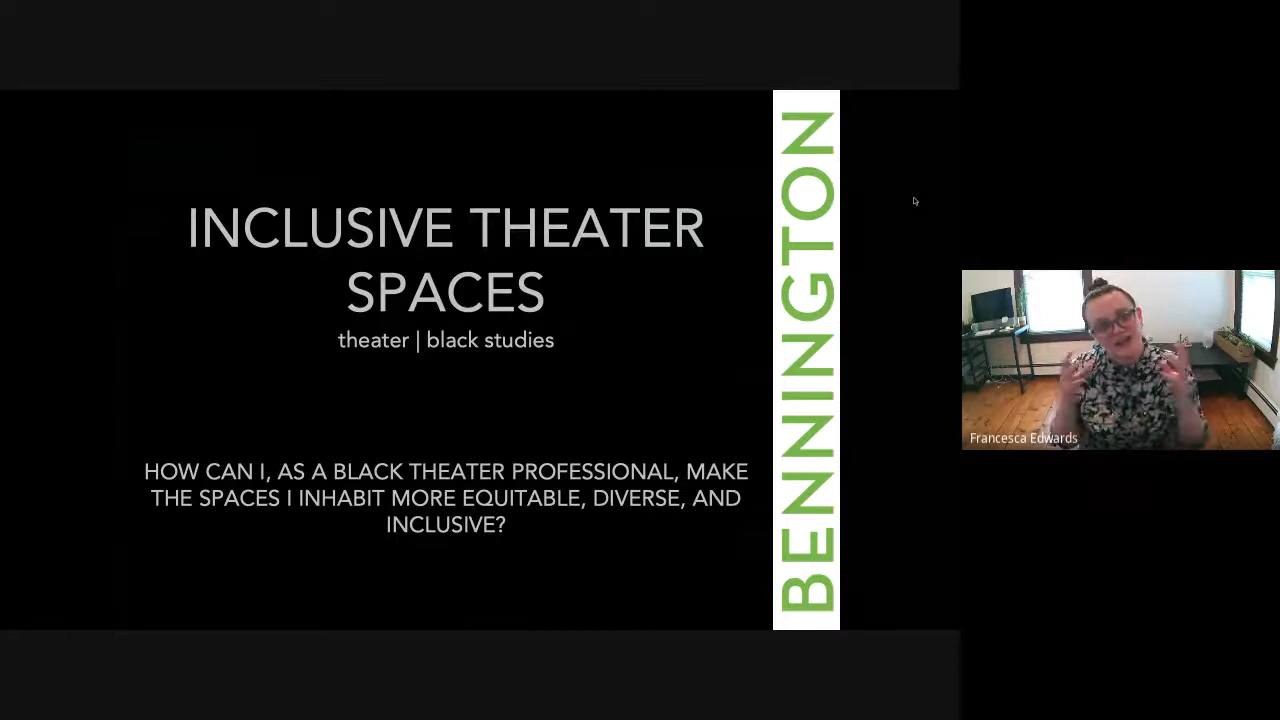 INCLUSIVE THEATER
SPACES
theater | black studies
HOW CAN I, AS A BLACK THEATER PROFESSIONAL, MAKE
THE SPACES I INHABIT MORE EQUITABLE, DIVERSE, AND
INCLUSIVE?
BENNINGTON
Francesca Edwards